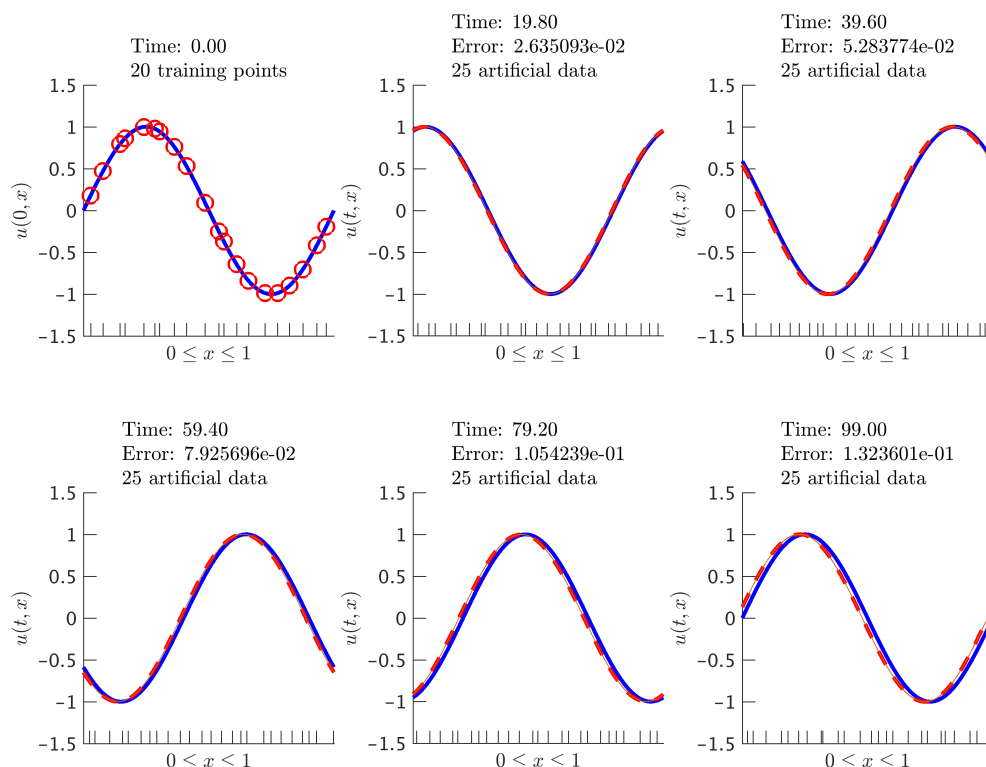 Time: 0.00
20 training points
1.5
1
0.5
0
−0.5
−1
−1.5
u(0, x)
0 ≤ x ≤ 1
Time: 19.80
Error: 2.635093e-02
25 artificial data
1.5
1
0.5
0
−0.5
−1
−1.5
u(t, x)
0 ≤ x ≤ 1
Time: 39.60
Error: 5.283774e-02
25 artificial data
1.5
1
0.5
0
−0.5
−1
−1.5
u(t, x)
0 ≤ x ≤ 1
Time: 59.40
Error: 7.925696e-02
25 artificial data
1.5
1
0.5
0
−0.5
−1
−1.5
u(t, x)
0 < x < 1
Time: 79.20
Error: 1.054239e-01
25 artificial data
1.5
1
0.5
0
−0.5
−1
−1.5
u(t, x)
0 < x < 1
Time: 99.00
Error: 1.323601e-01
25 artificial data
1.5
1
0.5
0
−0.5
−1
−1.5
u(t, x)
0 < x < 1